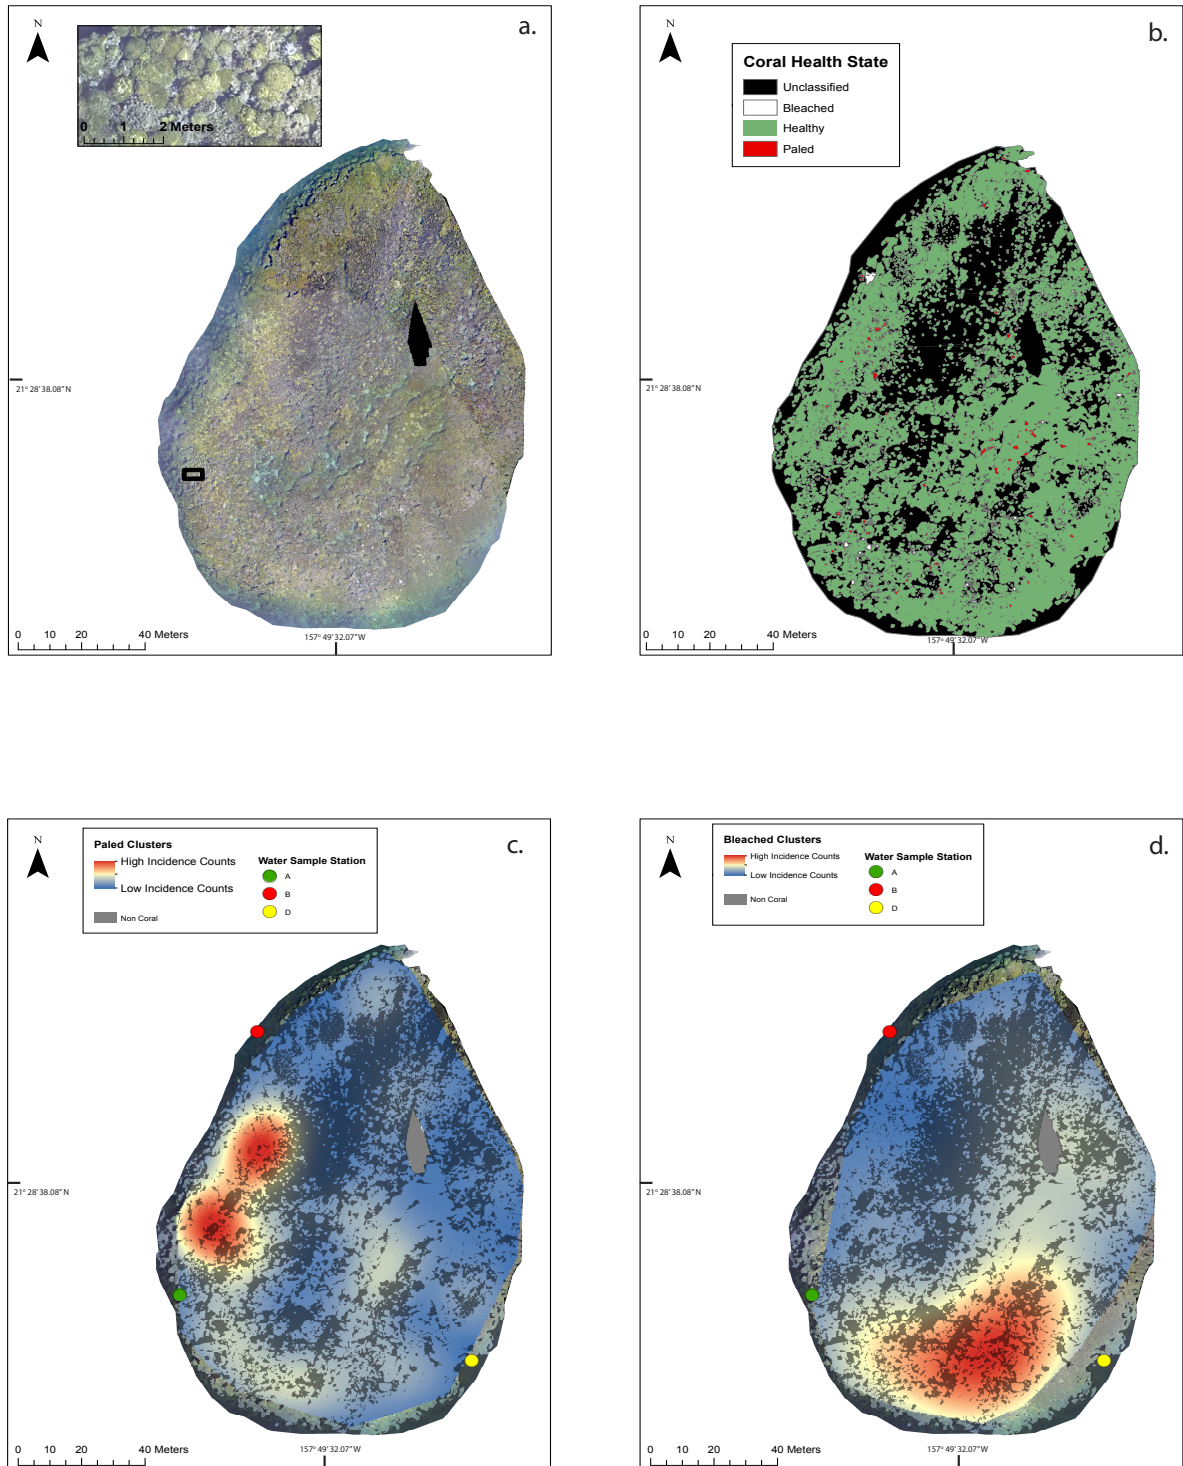 N
a.
0 1 2 Meters
21° 28' 38.08" N
0 10 20 40 Meters
157° 49' 32.07" W
N
b.
Coral Health State
Unclassified
Bleached
Healthy
Paled
21° 28' 38.08" N
0 10 20 40 Meters
157° 49' 32.07" W
N
c.
Paled Clusters
High Incidence Counts
Low Incidence Counts
Non Coral
Water Sample Station
A
B
D
21° 28' 38.08" N
0 10 20 40 Meters
157° 49' 32.07" W
N
d.
Bleached Clusters
High Incidence Counts
Low Incidence Counts
Non Coral
Water Sample Station
A
B
D
21° 28' 38.08" N
0 10 20 40 Meters
157° 49' 32.07" W